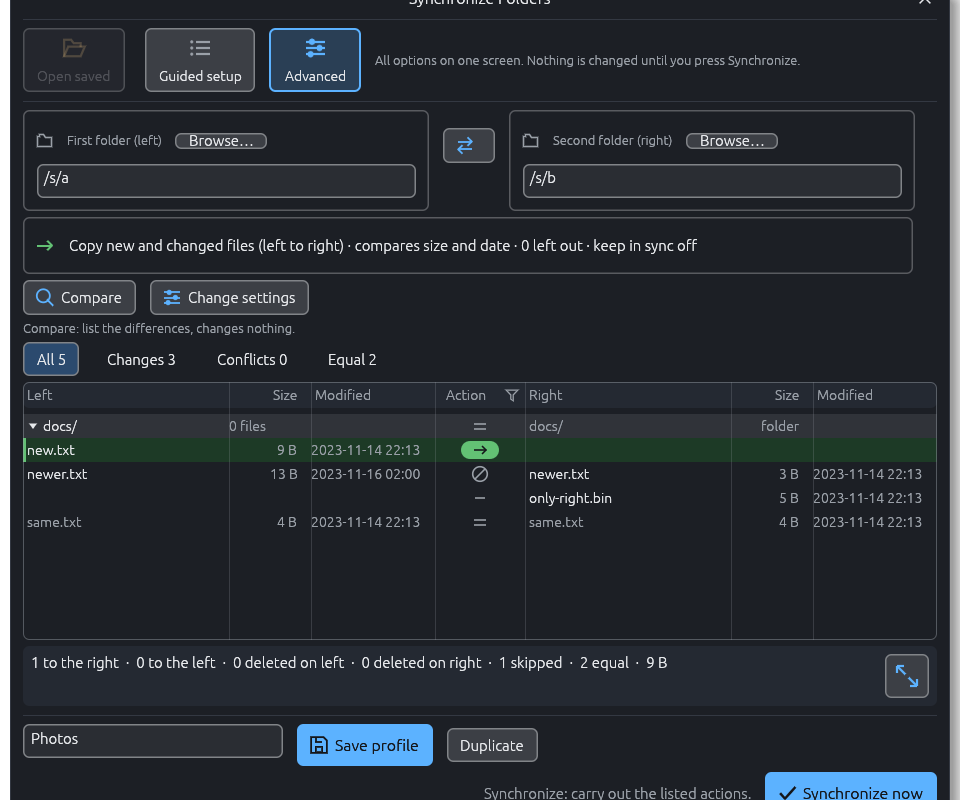 Synchronize Folders
Open saved
Guided setup
Advanced
All options on one screen. Nothing is changed until you press Synchronize.
First folder (left)
Browse...
Second folder (right)
Browse...
/s/a
/s/b
Copy new and changed files (left to right) · compares size and date · 0 left out · keep in sync off
Compare
Change settings
Compare: list the differences, changes nothing.
All 5
Changes 3
Conflicts 0
Equal 2
Left Size Modified Action Right Size Modified
docs/ 0 files = docs/ folder
new.txt 9 B 2023-11-14 22:13 →
newer.txt 13 B 2023-11-16 02:00 newer.txt 3 B 2023-11-14 22:13
– only-right.bin 5 B 2023-11-14 22:13
same.txt 4 B 2023-11-14 22:13 = same.txt 4 B 2023-11-14 22:13
1 to the right · 0 to the left · 0 deleted on left · 0 deleted on right · 1 skipped · 2 equal · 9 B
Photos
Save profile
Duplicate
Synchronize: carry out the listed actions.
Synchronize now